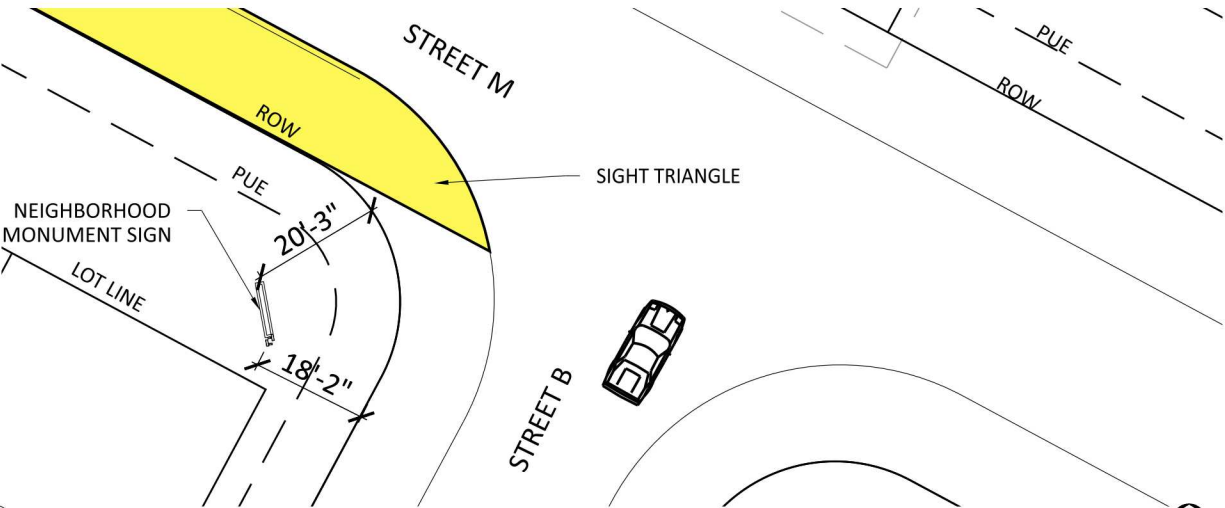 STREET M
PUE
ROW
ROW
SIGHT TRIANGLE
PUE
NEIGHBORHOOD
MONUMENT SIGN
20'-3"
LOT LINE
18'-2"
STREET B